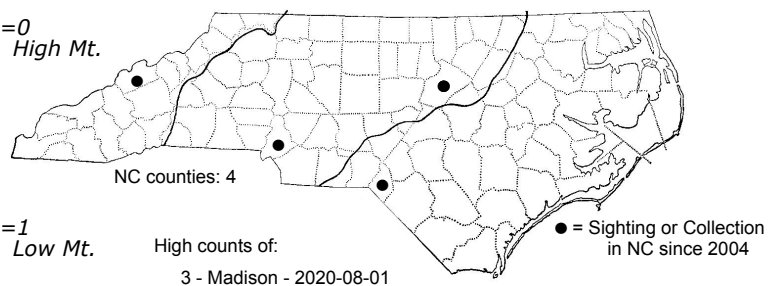 =0
High Mt.
NC counties: 4
=1
Low Mt.
High counts of:
3 - Madison - 2020-08-01
● = Sighting or Collection
in NC since 2004